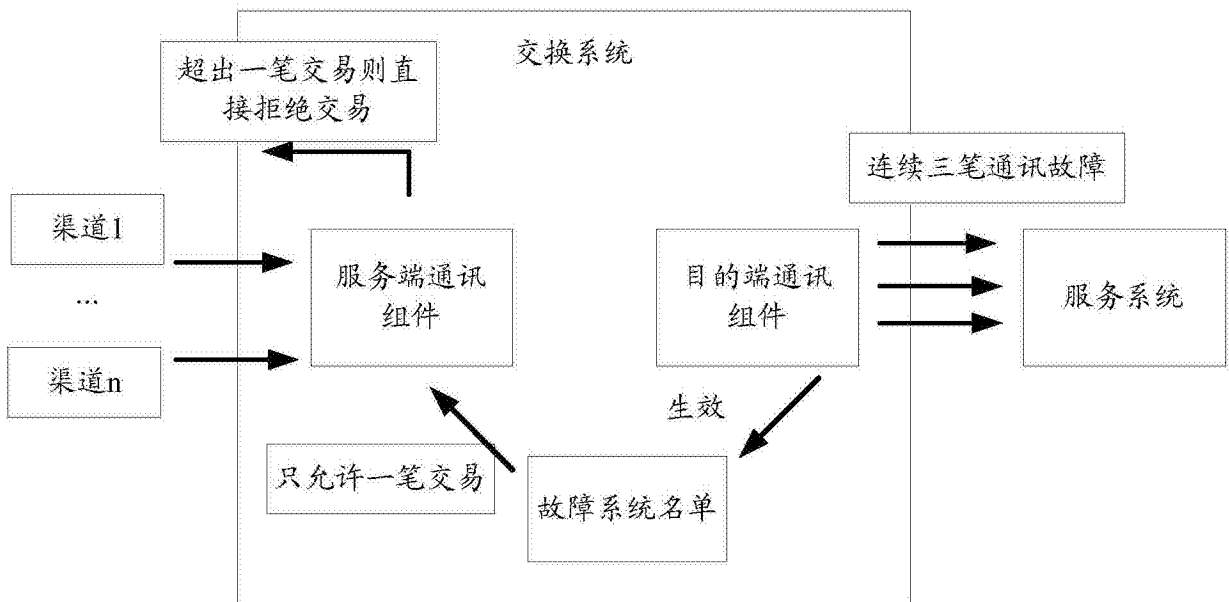 交换系统
超出一笔交易则直
接拒绝交易
连续三笔通讯故障
渠道1
...
渠道n
服务端通讯
组件
目的端通讯
组件
服务系统
生效
只允许一笔交易
故障系统名单